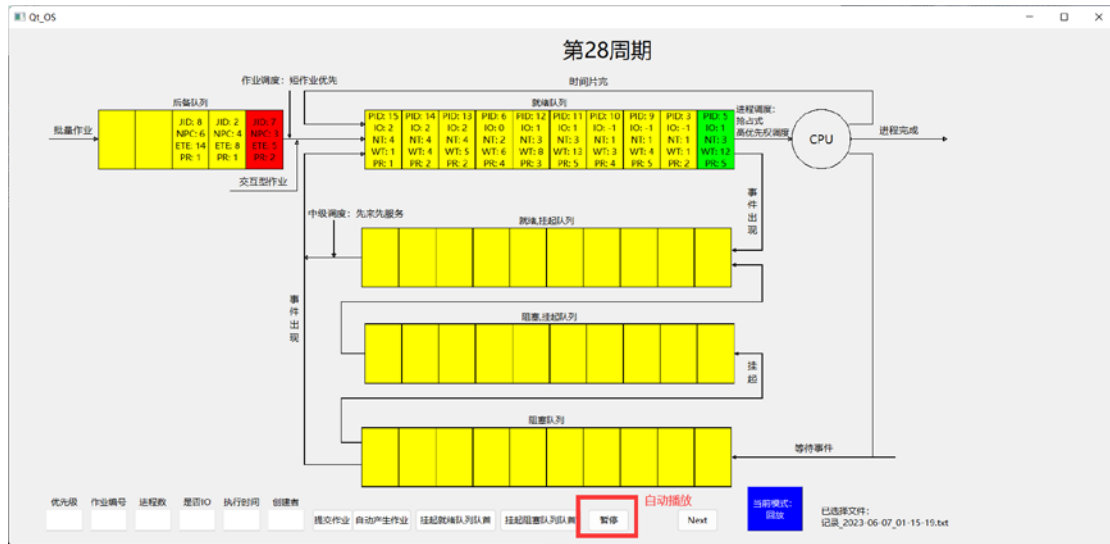 Qt_OS
第28周期
作业调度：短作业优先
时间片完
后备队列
就绪队列
批量作业
JID: 8
NPC: 6
ETE: 14
PR: 1
JID: 2
NPC: 4
ETE: 8
PR: 1
JID: 7
NPC: 3
ETE: 5
PR: 2
PID: 15
IO: 2
NT: 4
WT: 1
PR: 1
PID: 14
IO: 2
NT: 4
WT: 4
PR: 2
PID: 13
IO: 2
NT: 4
WT: 5
PR: 2
PID: 6
IO: 0
NT: 2
WT: 6
PR: 4
PID: 12
IO: 1
NT: 3
WT: 8
PR: 3
PID: 11
IO: 1
NT: 3
WT: 13
PR: 5
PID: 10
IO: -1
NT: 1
WT: 3
PR: 4
PID: 9
IO: -1
NT: 1
WT: 4
PR: 5
PID: 3
IO: -1
NT: 1
WT: 1
PR: 2
PID: 5
IO: 1
NT: 3
WT: 12
PR: 5
进程调度：
抢占式
高优先权调度
CPU
进程完成
交互型作业
事件出现
中级调度：先来先服务
就绪,挂起队列
事件出现
阻塞,挂起队列
挂起
阻塞队列
等待事件
优先级
作业编号
进程数
是否IO
执行时间
创建者
提交作业
自动产生作业
挂起就绪队列队首
挂起阻塞队列队首
暂停
自动播放
Next
当前模式：
回放
已选择文件：
记录_2023-06-07_01-15-19.txt